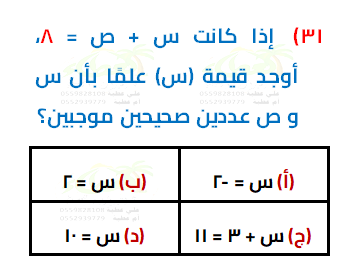 ٣١) إذا كانت س + ص = ٨،
أوجد قيمة (س) علمًا بأن س
و ص عددين صحيحين موجبين؟
(أ) س = -٢
(ب) س = ٢
(ج) س + ٣ = ١١
(د) س = ١٠